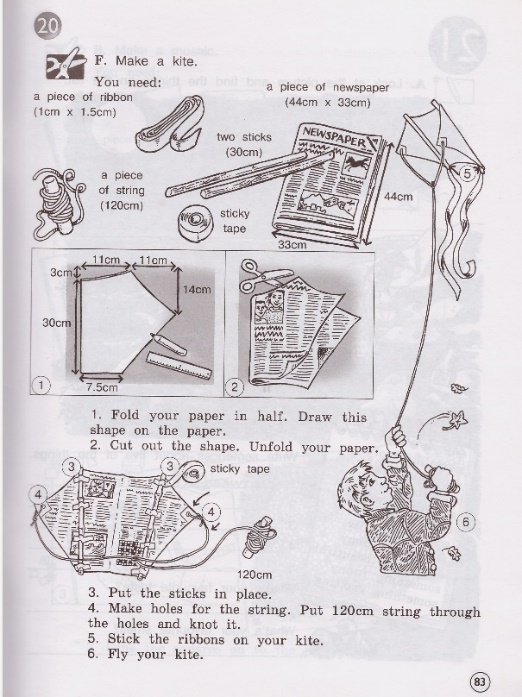 20
F. Make a kite.
You need:
a piece of ribbon
(1cm x 1.5cm)
a piece of newspaper
(44cm x 33cm)
two sticks
(30cm)
NEWSPAPER
a piece
of string
(120cm)
sticky
tape
44cm
33cm
5
11cm 11cm
3cm
14cm
30cm
7.5cm
1
2
1. Fold your paper in half. Draw this
shape on the paper.
2. Cut out the shape. Unfold your paper.
3
3
sticky tape
4
4
6
120cm
3. Put the sticks in place.
4. Make holes for the string. Put 120cm string through
the holes and knot it.
5. Stick the ribbons on your kite.
6. Fly your kite.
83